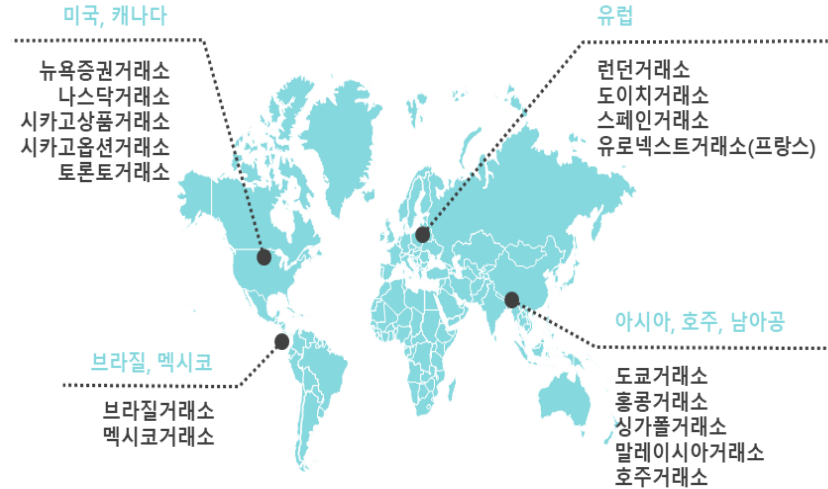 미국, 캐나다
뉴욕증권거래소
나스닥거래소
시카고상품거래소
시카고옵션거래소
토론토거래소
유럽
런던거래소
도이치거래소
스페인거래소
유로넥스트거래소(프랑스)
브라질, 멕시코
브라질거래소
멕시코거래소
아시아, 호주, 남아공
도쿄거래소
홍콩거래소
싱가폴거래소
말레이시아거래소
호주거래소